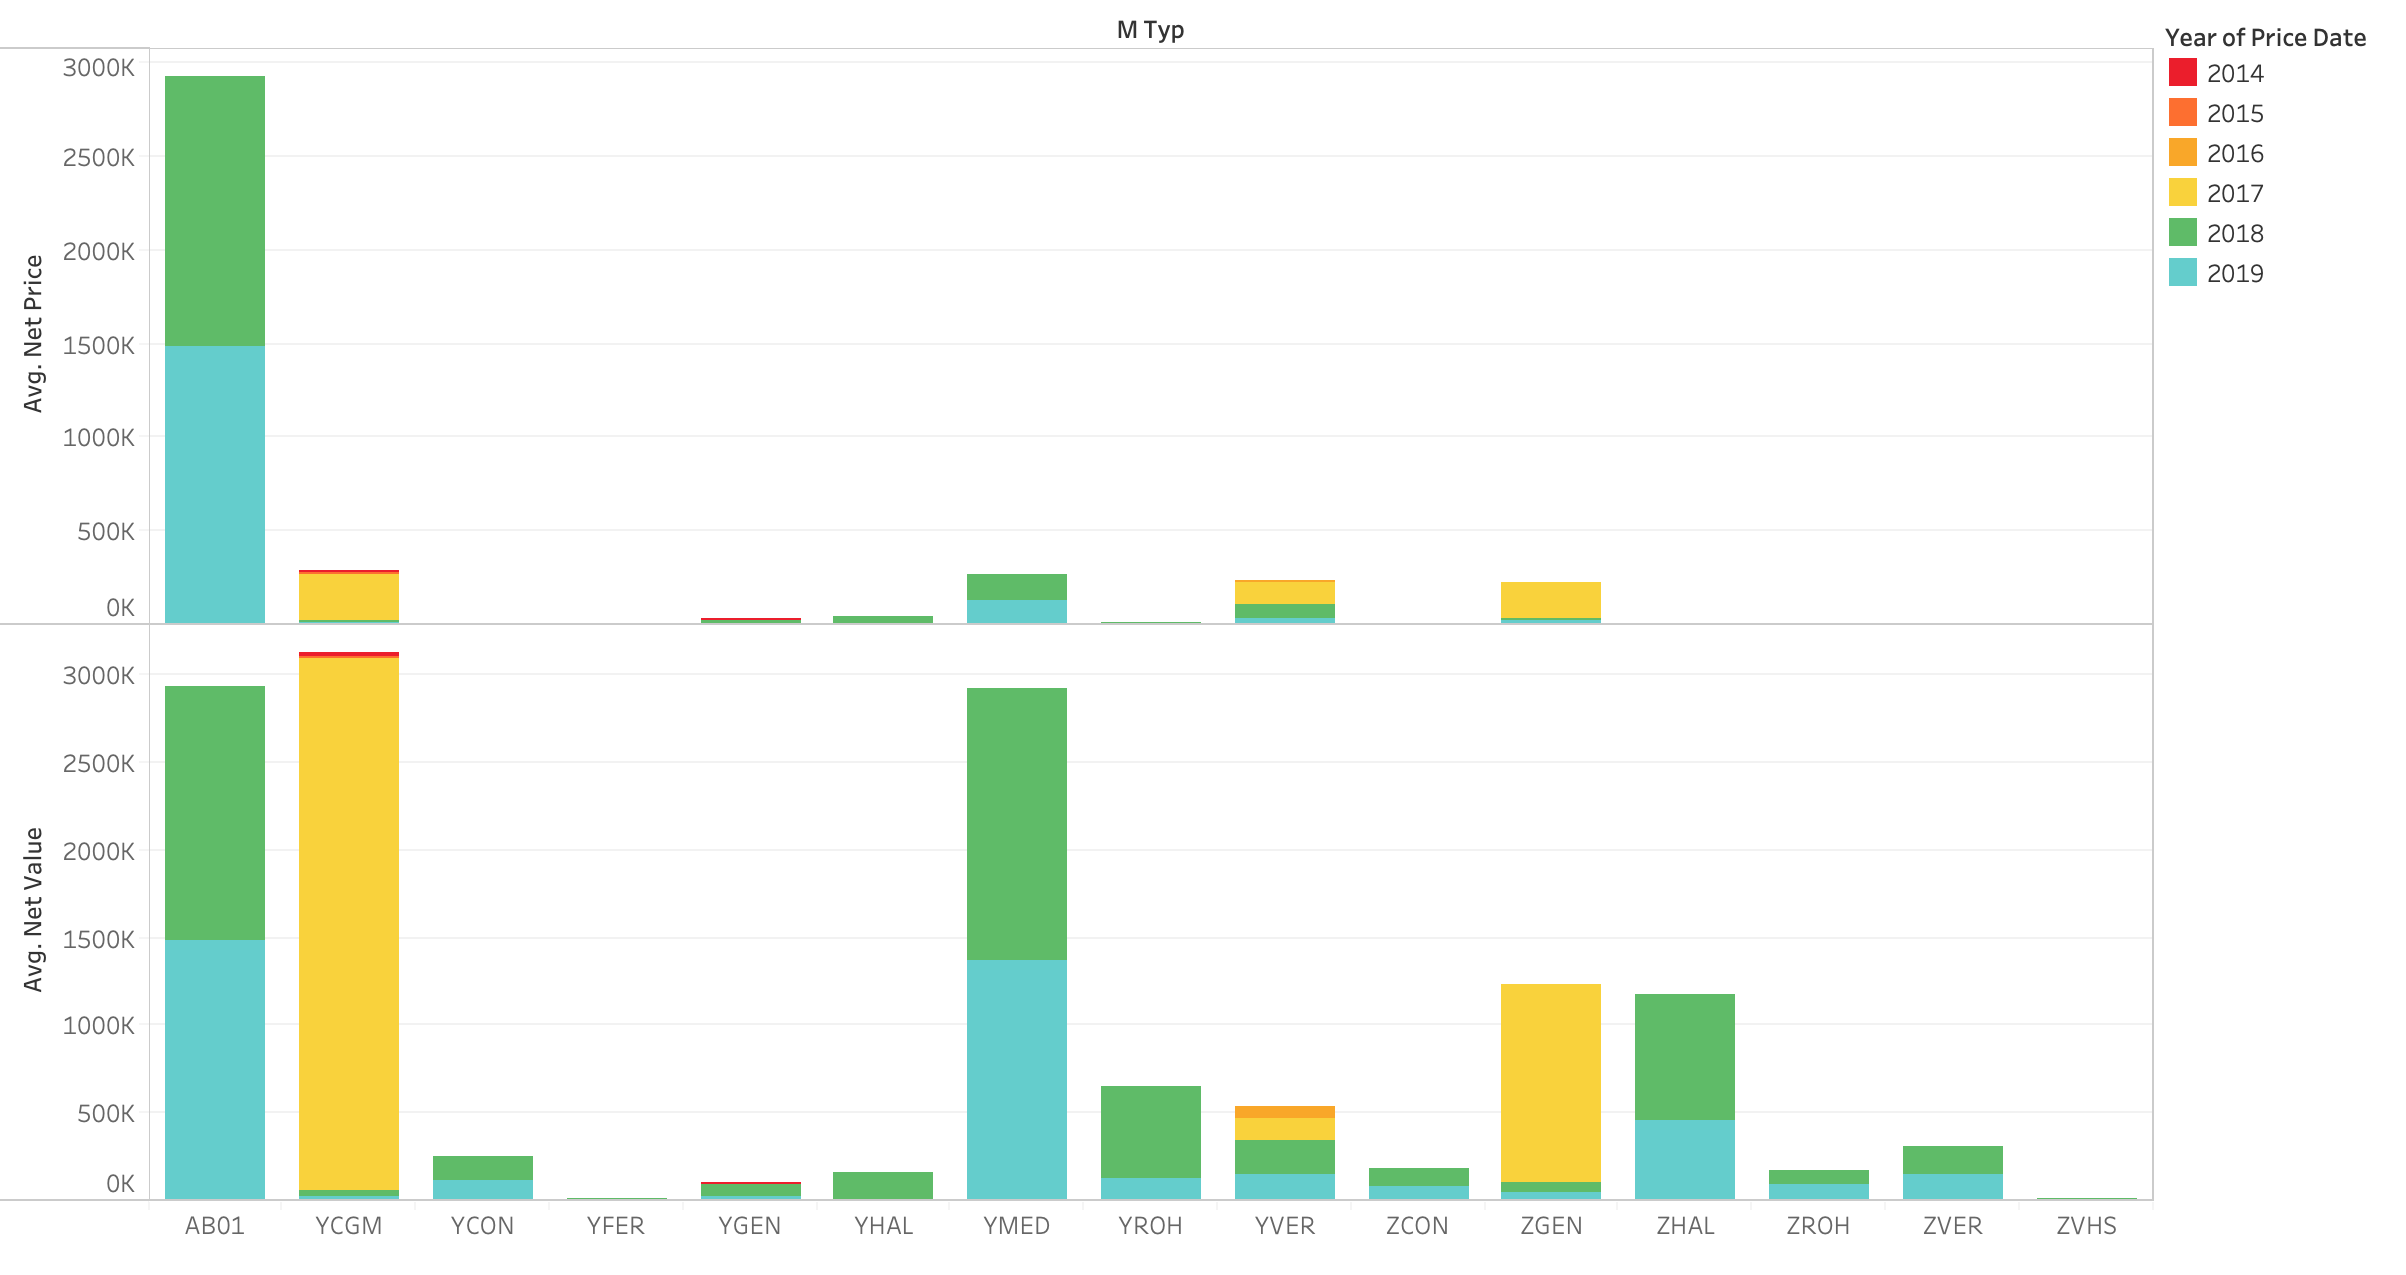 M Typ
Year of Price Date
2014
2015
2016
2017
2018
2019
Avg. Net Price
3000K
2500K
2000K
1500K
1000K
500K
0K
Avg. Net Value
3000K
2500K
2000K
1500K
1000K
500K
0K
AB01 YCGM YCON YFER YGEN YHAL YMED YROH YVER ZCON ZGEN ZHAL ZROH ZVER ZVHS